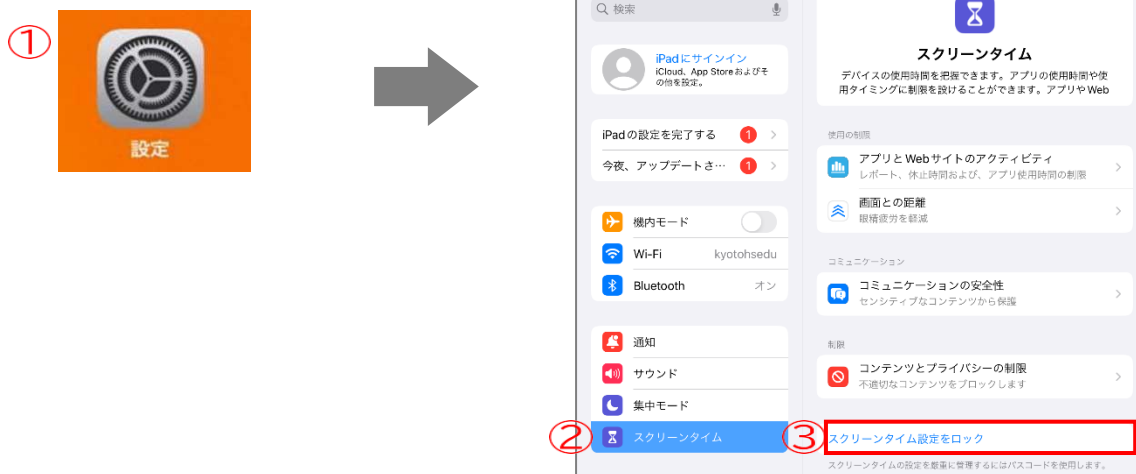 ①
設定
検索
iPadにサインイン
iCloud、App Storeおよびそ
の他を設定。
iPadの設定を完了する 1
今夜、アップデートさ… 1
機内モード
Wi-Fi kyotohsedu
Bluetooth オン
通知
サウンド
集中モード
② スクリーンタイム
スクリーンタイム
デバイスの使用時間を把握できます。アプリの使用時間や使
用タイミングに制限を設けることができます。アプリやWeb
使用の制限
アプリとWebサイトのアクティビティ
レポート、休止時間および、アプリ使用時間の制限
画面との距離
眼精疲労を軽減
コミュニケーション
コミュニケーションの安全性
センシティブなコンテンツから保護
制限
コンテンツとプライバシーの制限
不適切なコンテンツをブロックします
③ スクリーンタイム設定をロック
スクリーンタイムの設定を厳重に管理するにはパスコードを使用します。